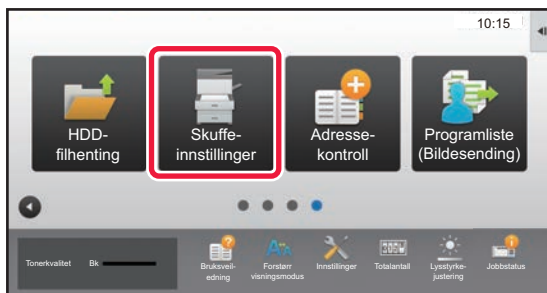 10:15
HDD-
filhenting
Skuffe-
innstillinger
Adresse-
kontroll
Programliste
(Bildesending)
Tonerkvalitet Bk
Bruksveil-
edning
Forstørr
visningsmodus
Innstillinger
Totalantall
Lysstyrke-
justering
Jobbstatus